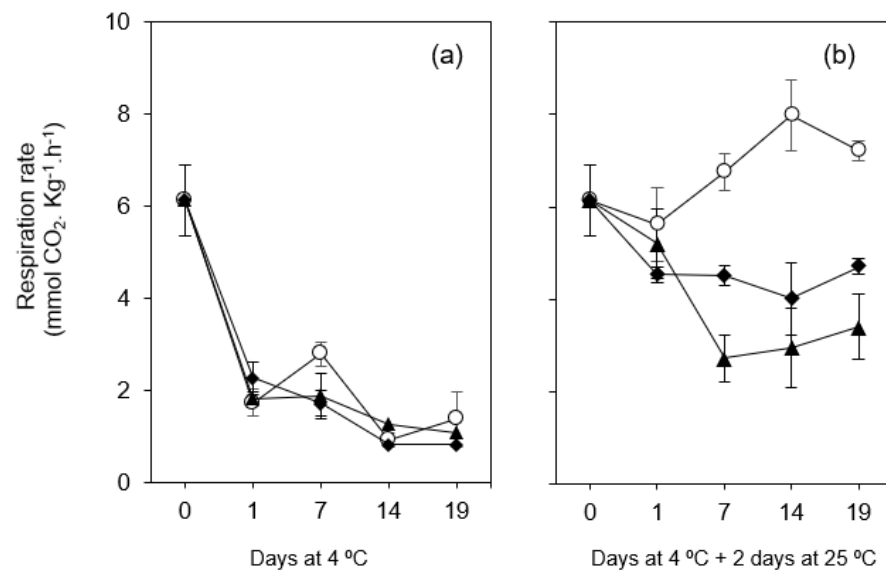 (a)
(b)
Respiration rate
(mmol CO₂. Kg⁻¹.h⁻¹)
10
8
6
4
2
0
0 1 7 14 19
0 1 7 14 19
Days at 4 ºC
Days at 4 ºC + 2 days at 25 ºC